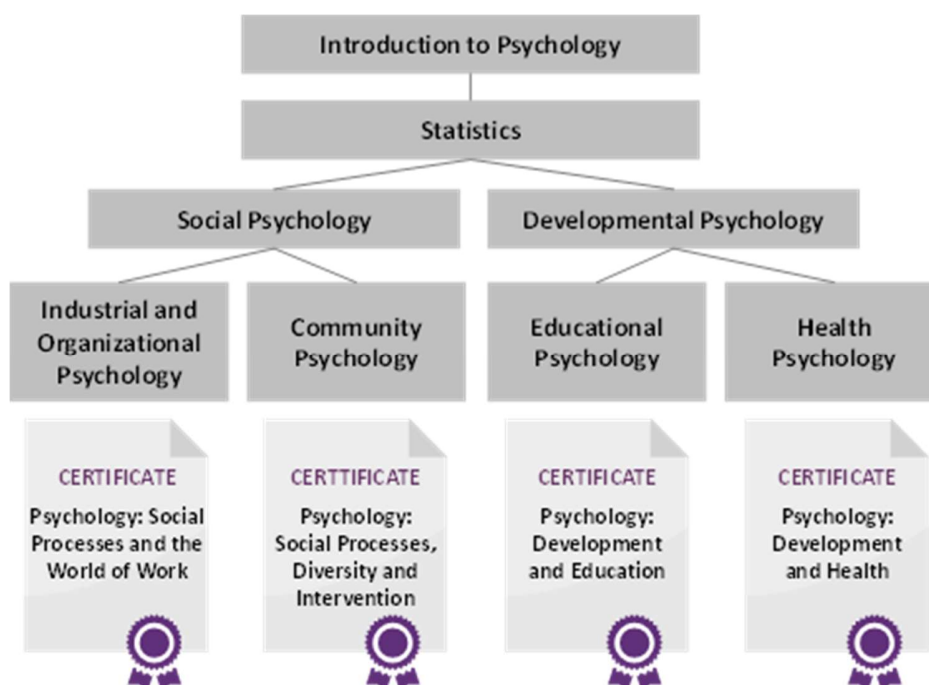 Introduction to Psychology
Statistics
Social Psychology
Developmental Psychology
Industrial and
Organizational
Psychology
Community
Psychology
Educational
Psychology
Health
Psychology
CERTIFICATE
Psychology: Social
Processes and the
World of Work
CERTTIFICATE
Psychology:
Social Processes,
Diversity and
Intervention
CERTIFICATE
Psychology:
Development
and Education
CERTIFICATE
Psychology:
Development
and Health